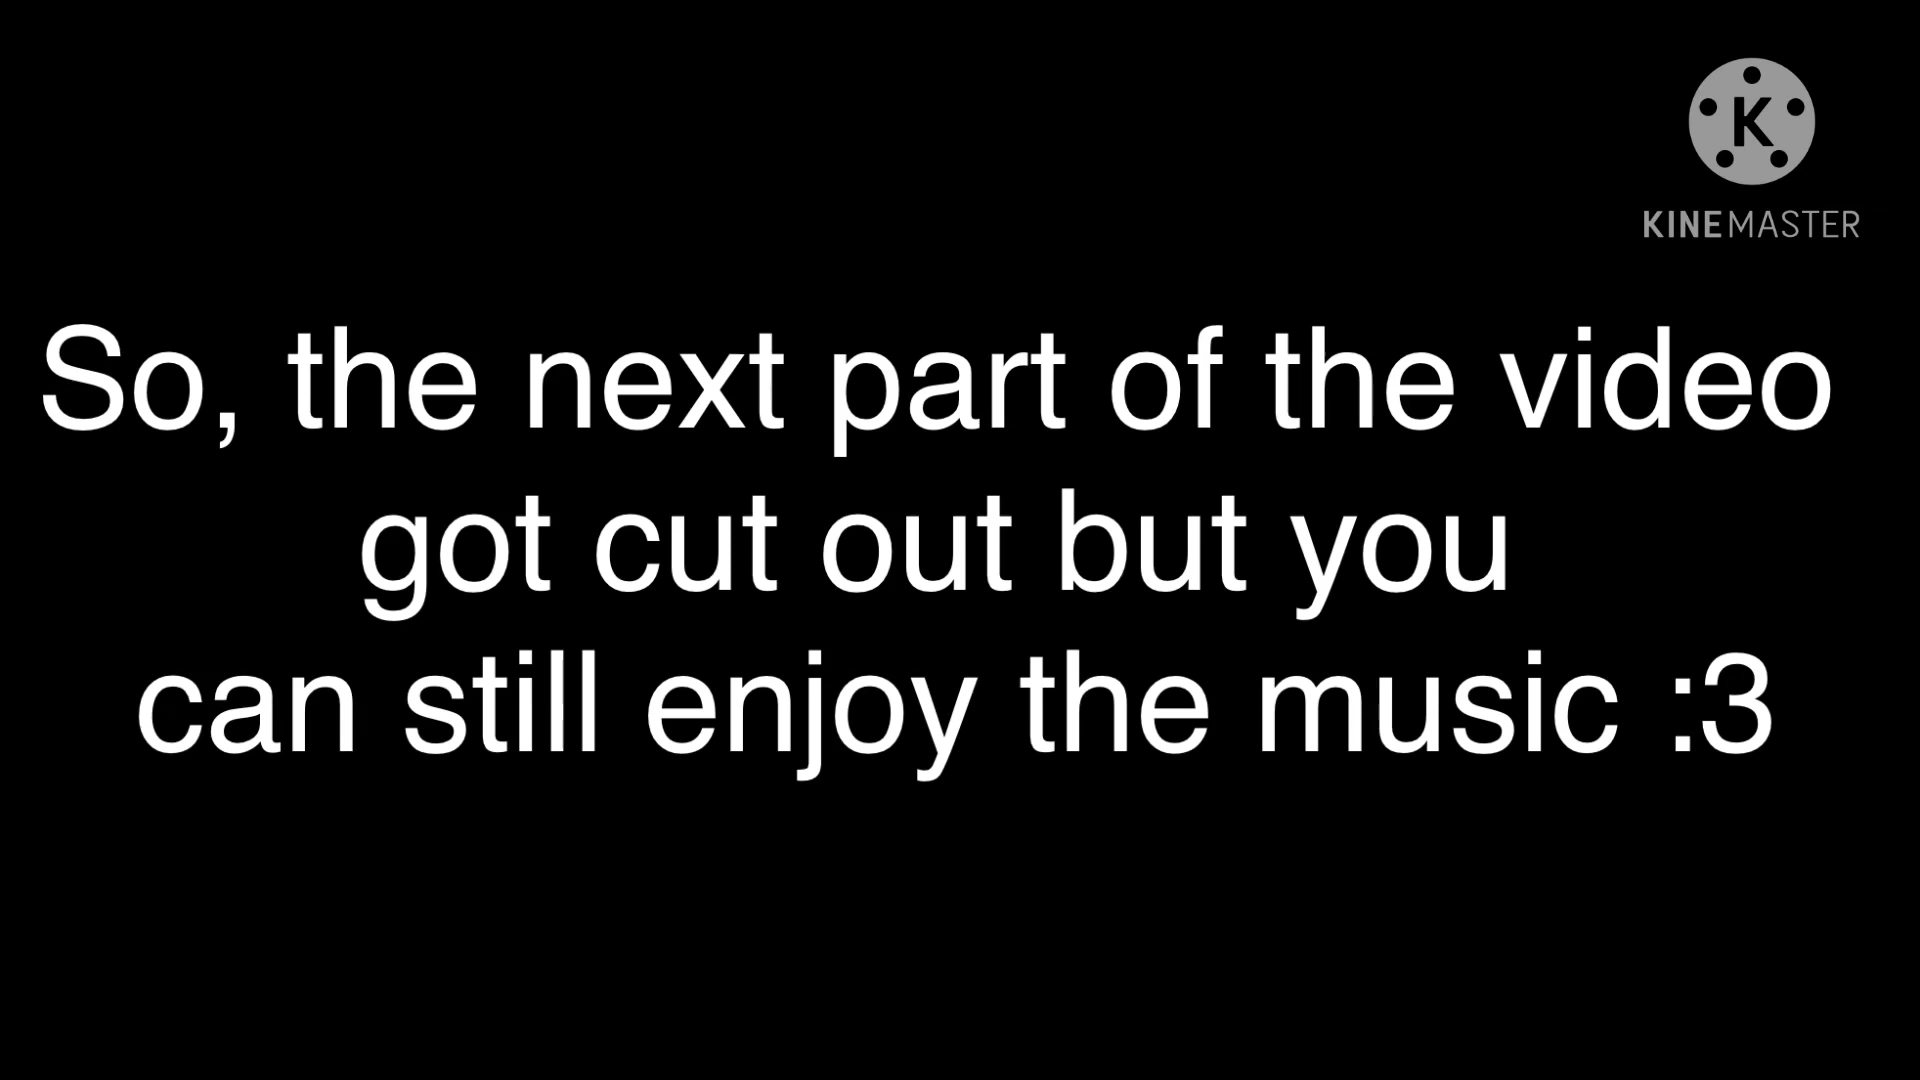 K
KINEMASTER
So, the next part of the video
got cut out but you
can still enjoy the music :3